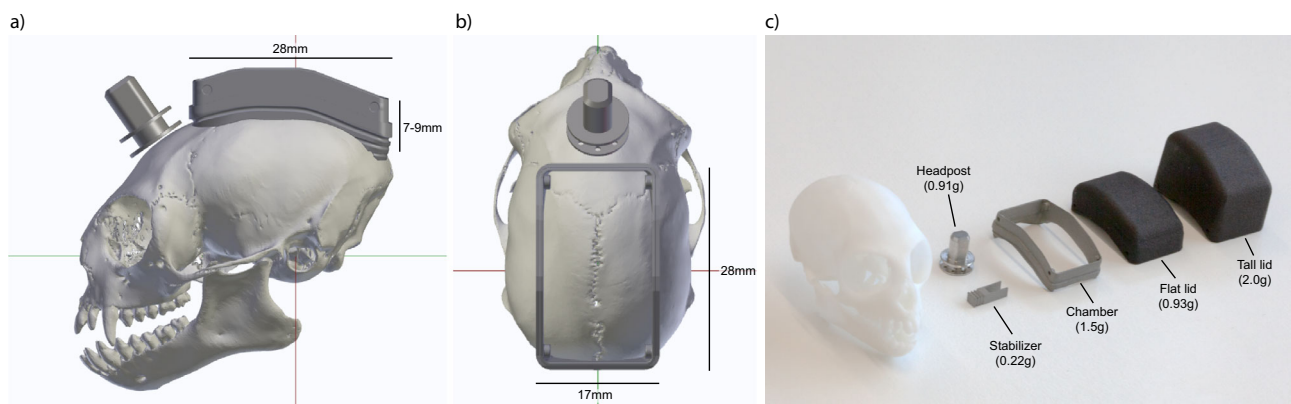 a)
28mm
7-9mm
b)
28mm
17mm
c)
Headpost
(0.91g)
Stabilizer
(0.22g)
Chamber
(1.5g)
Flat lid
(0.93g)
Tall lid
(2.0g)